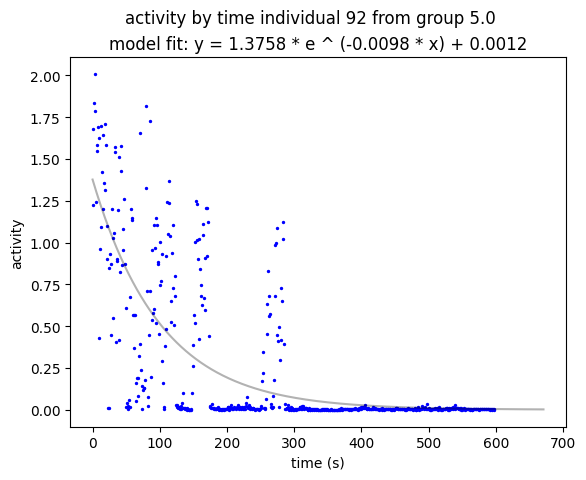 activity by time individual 92 from group 5.0
model fit: y = 1.3758 * e ^ (-0.0098 * x) + 0.0012
2.00
1.75
1.50
1.25
1.00
0.75
0.50
0.25
0.00
activity
0 100 200 300 400 500 600 700
time (s)